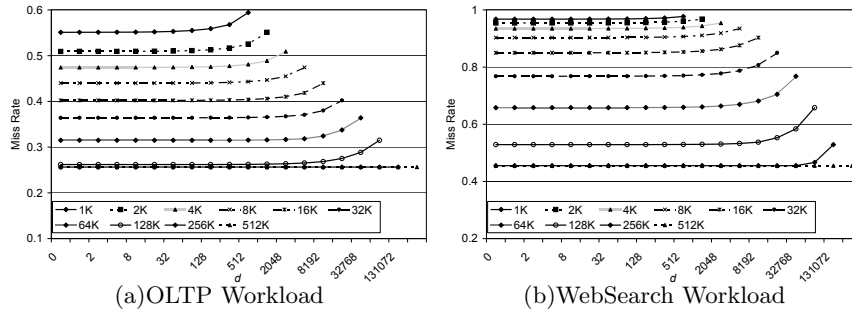 0.6
0.5
0.4
0.3
0.2
0.1
Miss Rate
1K 2K 4K 8K 16K 32K
64K 128K 256K 512K
0 2 8 32 128 512 2048 8192 32768 131072
d
(a)OLTP Workload
1
0.8
0.6
0.4
0.2
0
Miss Rate
1K 2K 4K 8K 16K 32K
64K 128K 256K 512K
0 2 8 32 128 512 2048 8192 32768 131072
d
(b)WebSearch Workload